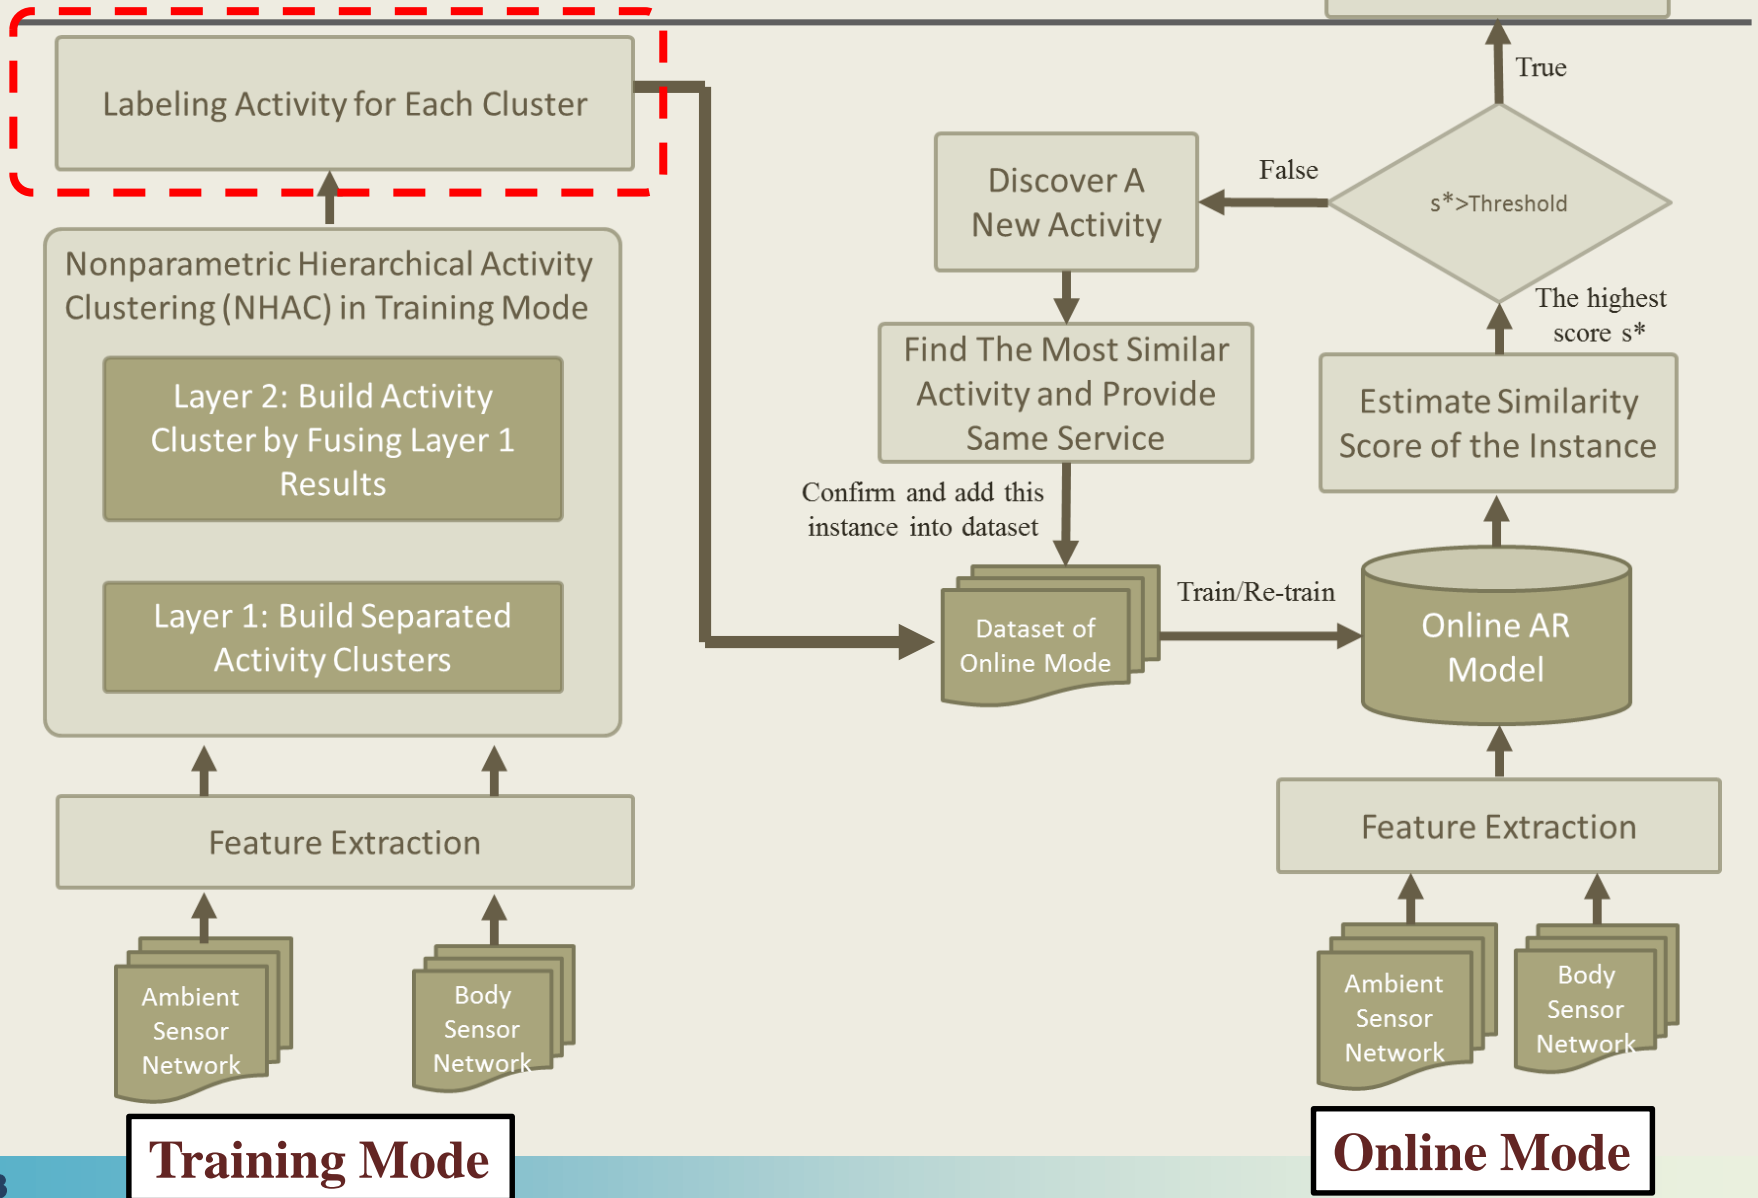 Labeling Activity for Each Cluster
Nonparametric Hierarchical Activity
Clustering (NHAC) in Training Mode
Layer 2: Build Activity
Cluster by Fusing Layer 1
Results
Layer 1: Build Separated
Activity Clusters
Feature Extraction
Ambient
Sensor
Network
Body
Sensor
Network
Training Mode
True
False
s*>Threshold
Discover A
New Activity
The highest
score s*
Find The Most Similar
Activity and Provide
Same Service
Estimate Similarity
Score of the Instance
Confirm and add this
instance into dataset
Dataset of
Online Mode
Train/Re-train
Online AR
Model
Feature Extraction
Ambient
Sensor
Network
Body
Sensor
Network
Online Mode